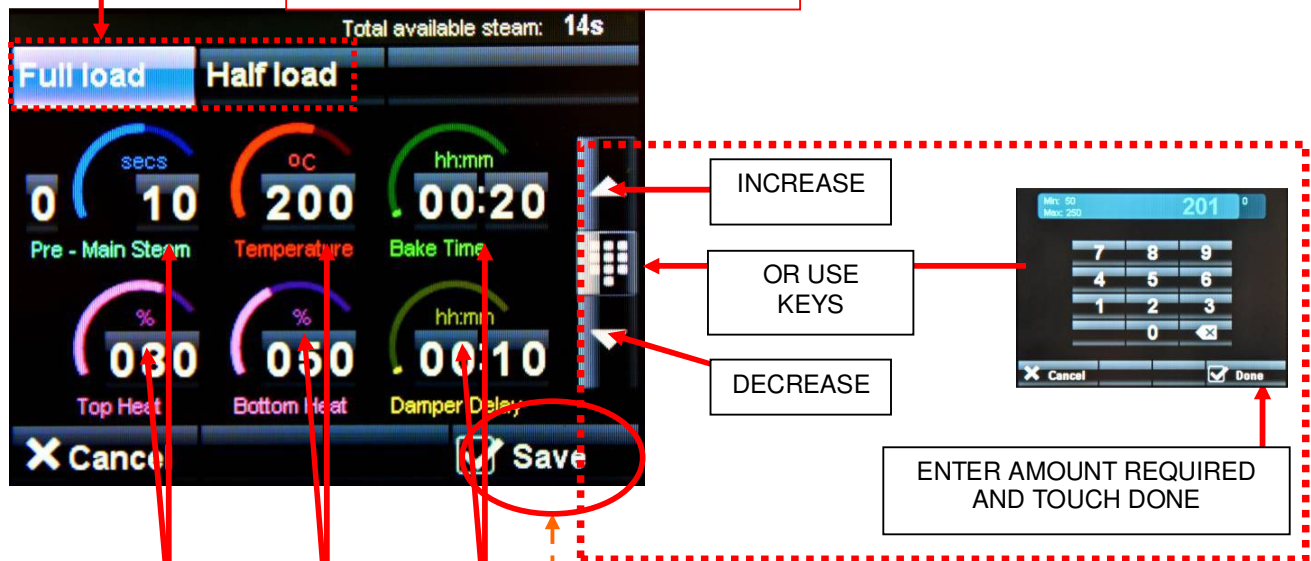 Total available steam: 14s
Full load Half load
secs
0 10
Pre - Main Steam
°C
200
Temperature
hh:mm
00:20
Bake Time
%
080
Top Heat
%
050
Bottom Heat
hh:mm
00:10
Damper Delay
Cancel Save
INCREASE
OR USE
KEYS
DECREASE
Min: 50
Max: 250
201 °
7 8 9
4 5 6
1 2 3
0
Cancel Done
ENTER AMOUNT REQUIRED
AND TOUCH DONE